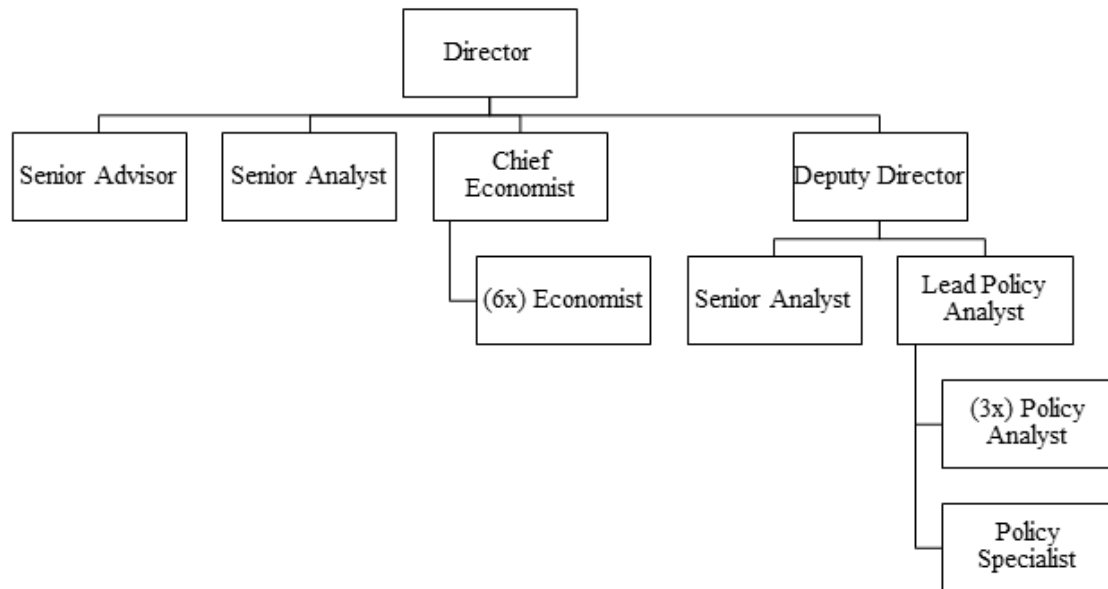 Director
Senior Advisor
Senior Analyst
Chief
Economist
Deputy Director
(6x) Economist
Senior Analyst
Lead Policy
Analyst
(3x) Policy
Analyst
Policy
Specialist